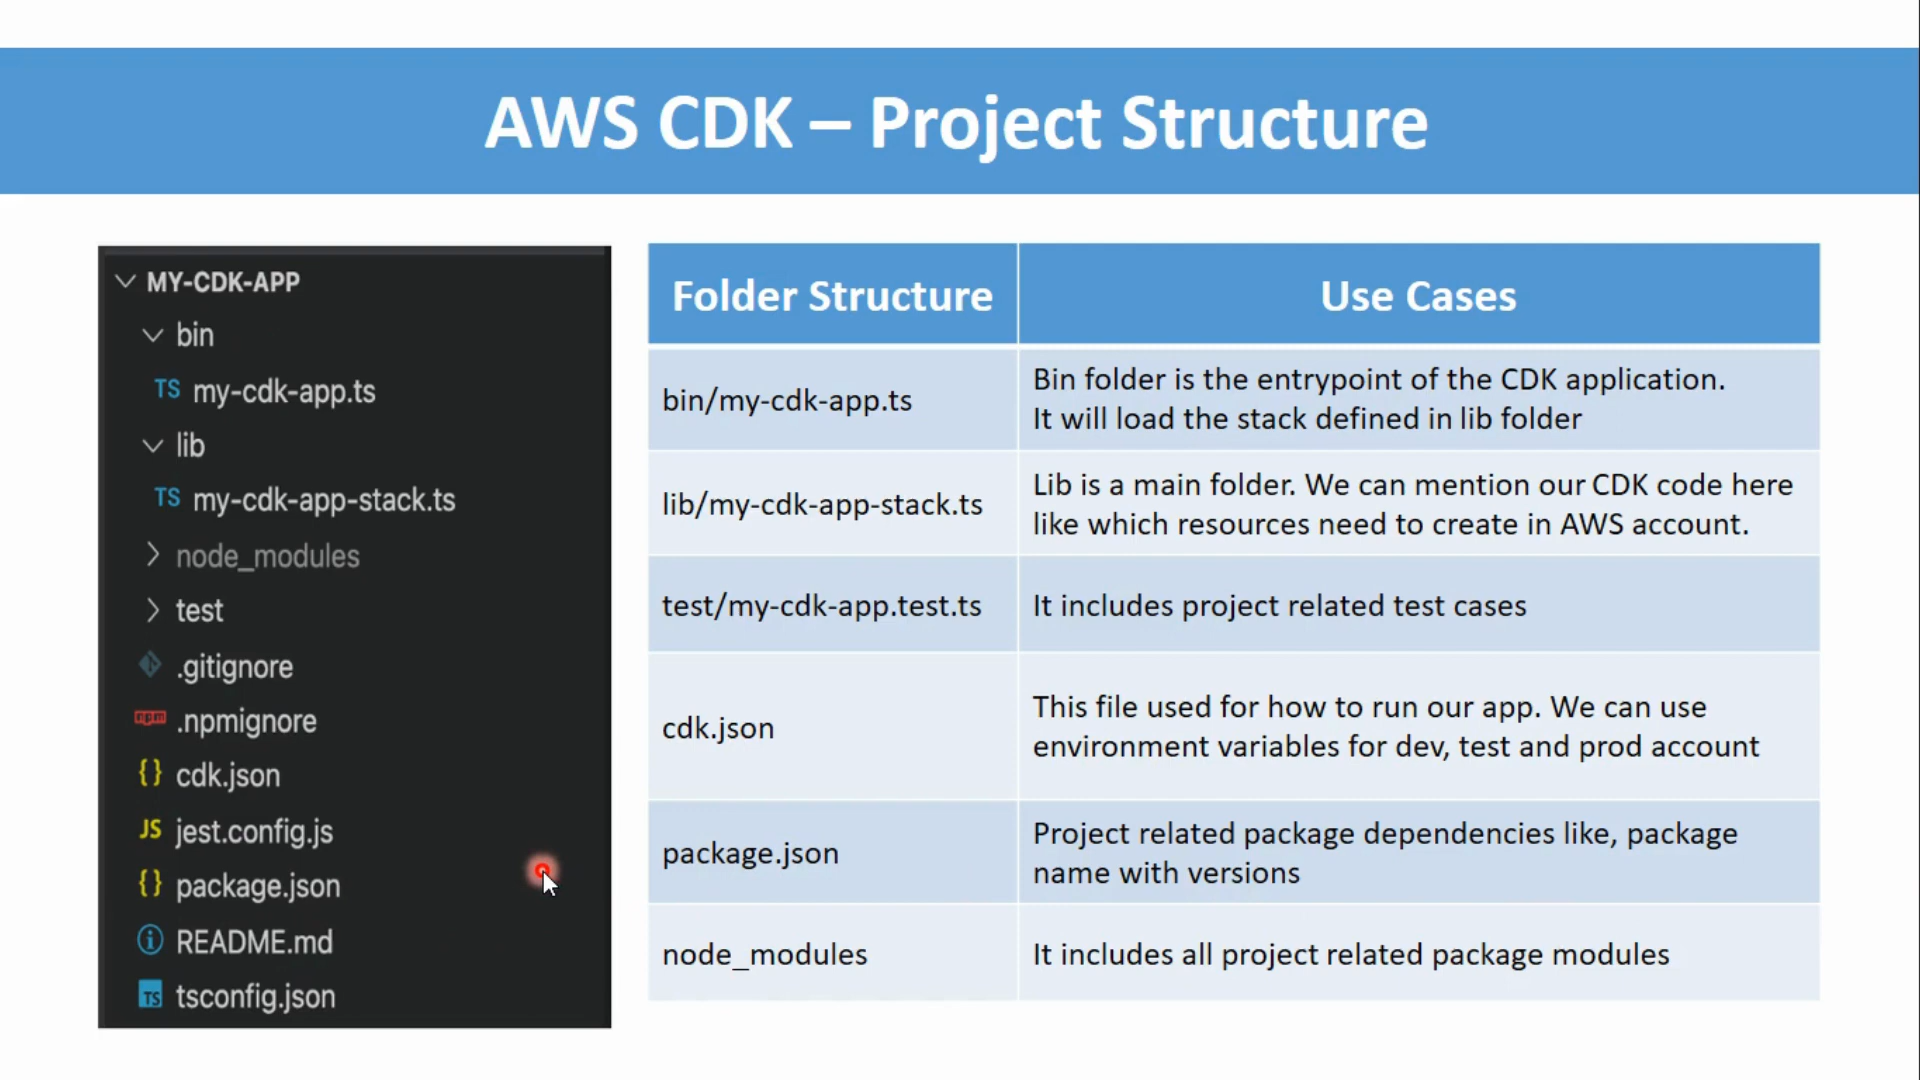 AWS CDK – Project Structure
MY-CDK-APP
bin
TS my-cdk-app.ts
lib
TS my-cdk-app-stack.ts
node_modules
test
.gitignore
npm .npmignore
{} cdk.json
JS jest.config.js
{} package.json
README.md
TS tsconfig.json
Folder Structure
Use Cases
bin/my-cdk-app.ts
Bin folder is the entrypoint of the CDK application.
It will load the stack defined in lib folder
lib/my-cdk-app-stack.ts
Lib is a main folder. We can mention our CDK code here
like which resources need to create in AWS account.
test/my-cdk-app.test.ts
It includes project related test cases
cdk.json
This file used for how to run our app. We can use
environment variables for dev, test and prod account
package.json
Project related package dependencies like, package
name with versions
node_modules
It includes all project related package modules